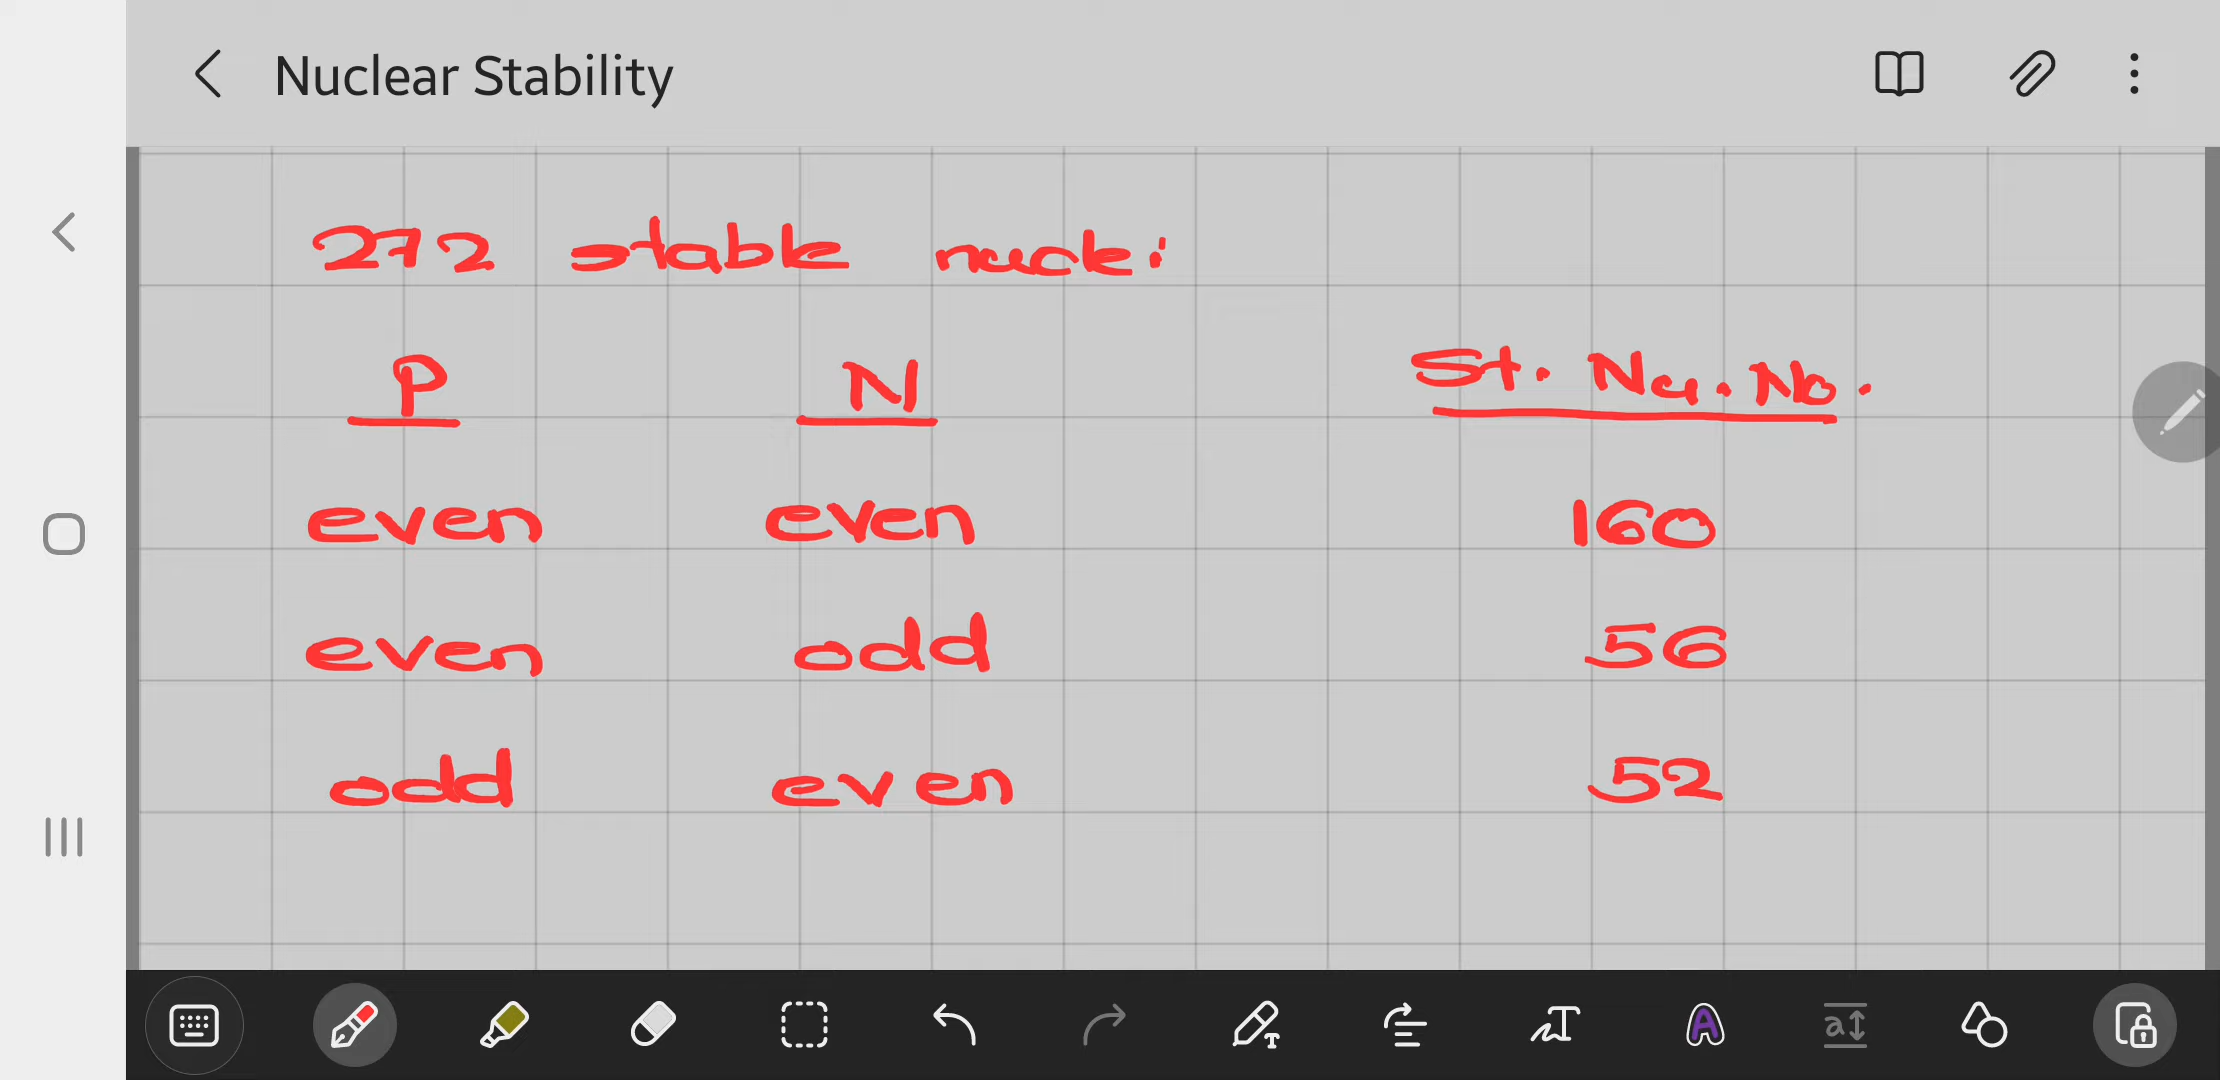 Nuclear Stability
272 stable nuclei
P N St. Nu. No.
even even 160
even odd 56
odd even 52